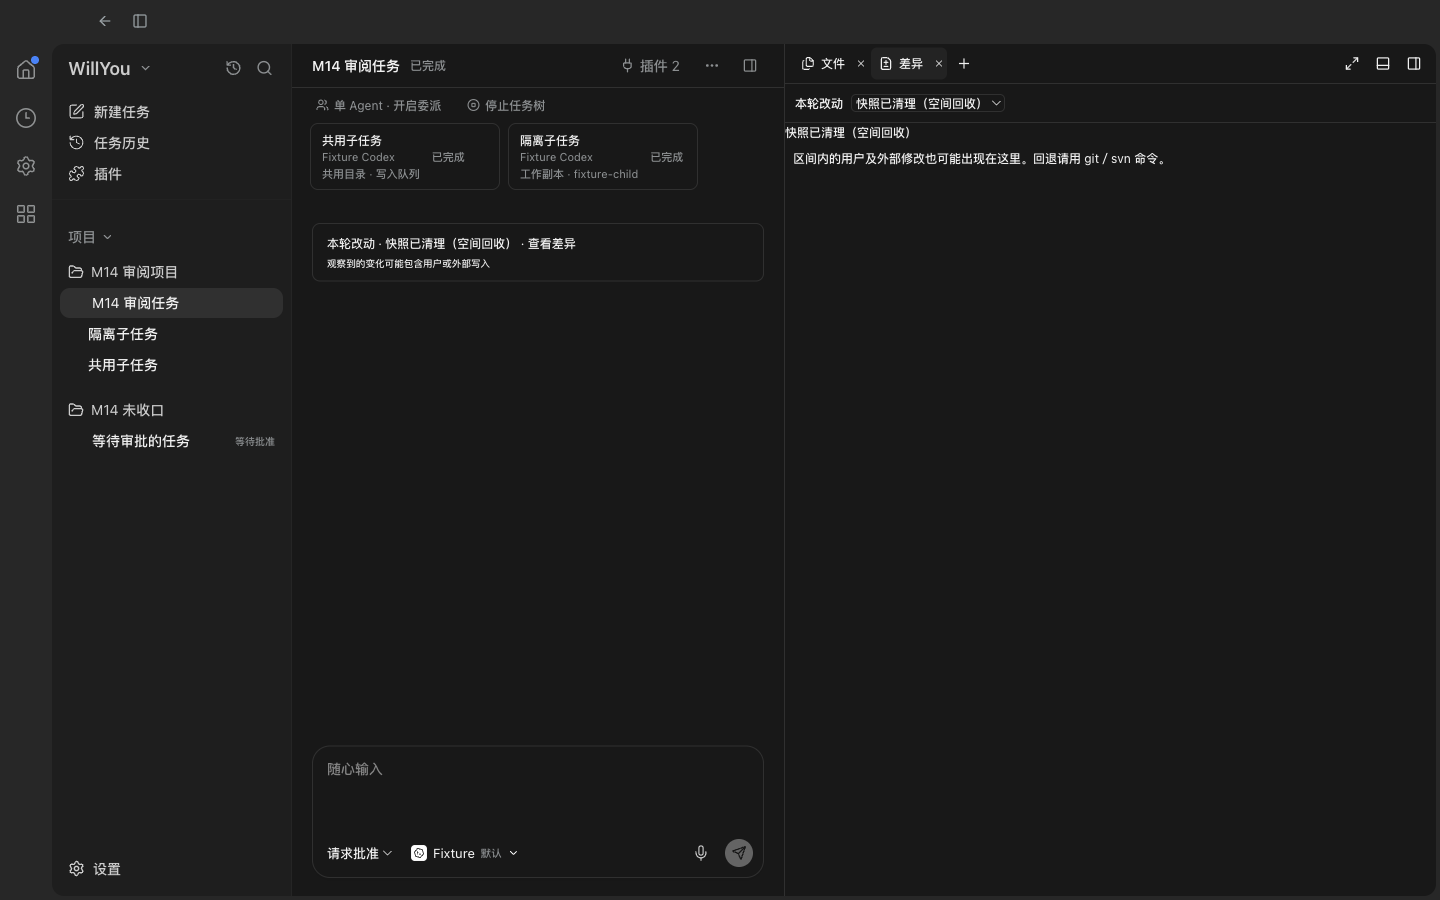 WillYou
新建任务
任务历史
插件
项目
M14 审阅项目
M14 审阅任务
隔离子任务
共用子任务
M14 未收口
等待审批的任务 等待批准
设置
M14 审阅任务 已完成 插件 2
单 Agent · 开启委派 停止任务树
共用子任务
Fixture Codex 已完成
共用目录 · 写入队列
隔离子任务
Fixture Codex 已完成
工作副本 · fixture-child
本轮改动 · 快照已清理（空间回收） · 查看差异
观察到的变化可能包含用户或外部写入
随心输入
请求批准 Fixture 默认
文件 × 差异 × +
本轮改动 快照已清理（空间回收）
快照已清理（空间回收）
区间内的用户及外部修改也可能出现在这里。回退请用 git / svn 命令。